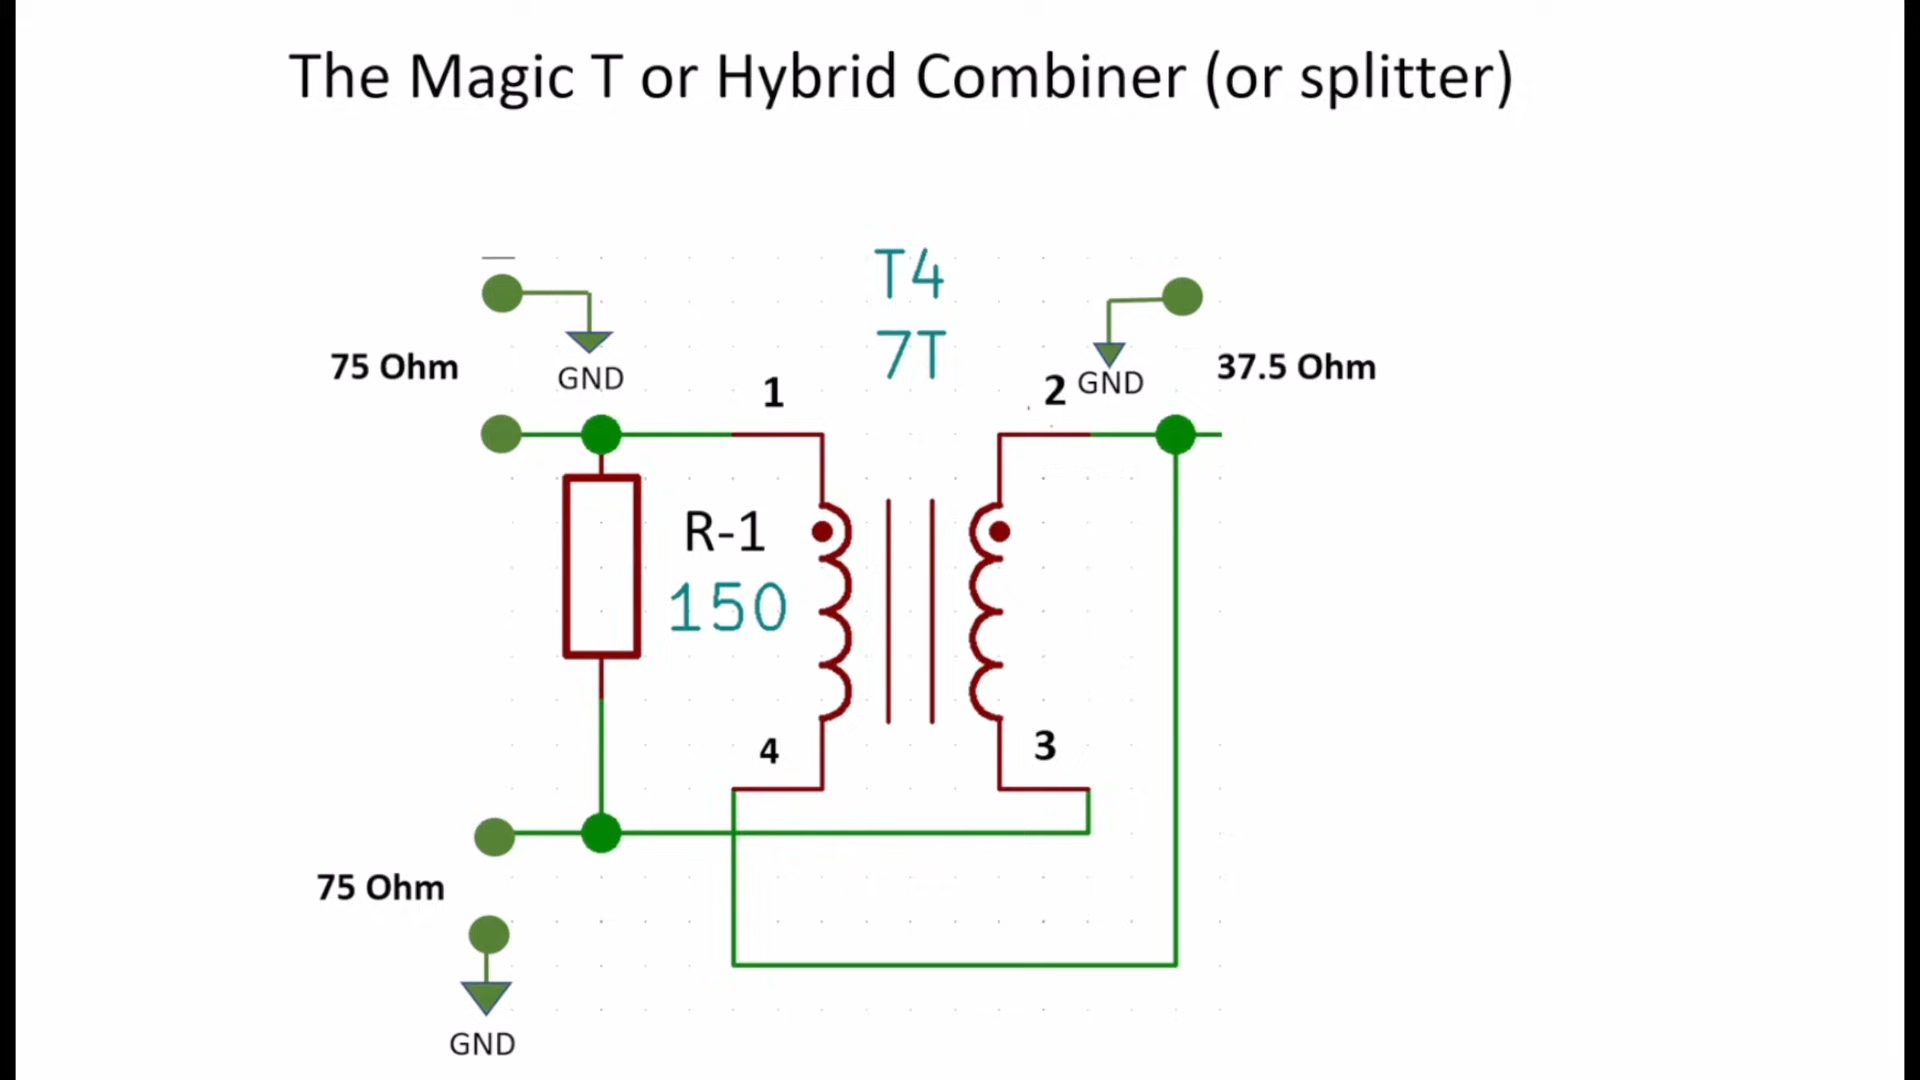 The Magic T or Hybrid Combiner (or splitter)
T4
7T
75 Ohm
GND
1
2
GND
37.5 Ohm
R-1
150
4
3
75 Ohm
GND